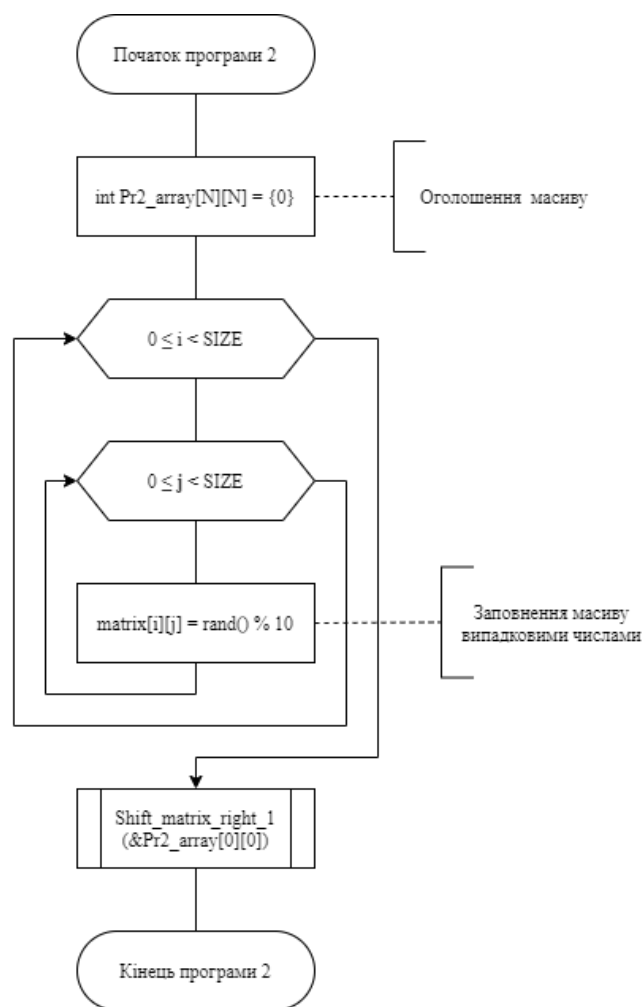 Початок програми 2
int Pr2_array[N][N] = {0}
Оголошення масиву
0 ≤ i < SIZE
0 ≤ j < SIZE
matrix[i][j] = rand() % 10
Заповнення масиву
випадковими числами
Shift_matrix_right_1
(&Pr2_array[0][0])
Кінець програми 2